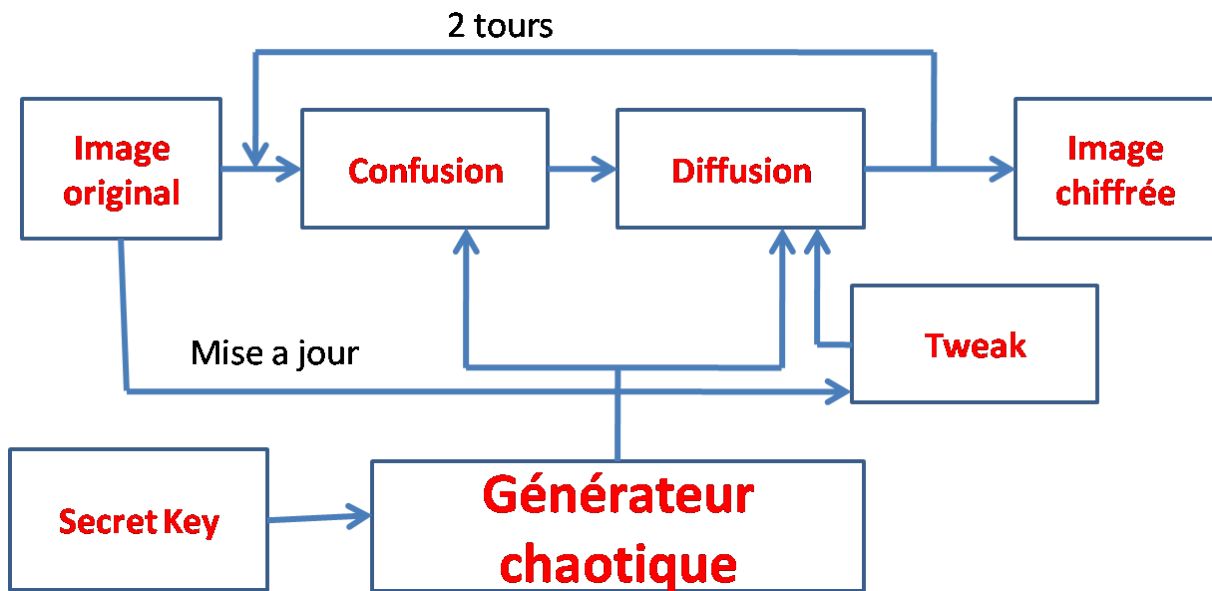 2 tours
Image
original
Confusion
Diffusion
Image
chiffrée
Mise a jour
Tweak
Secret Key
Générateur
chaotique